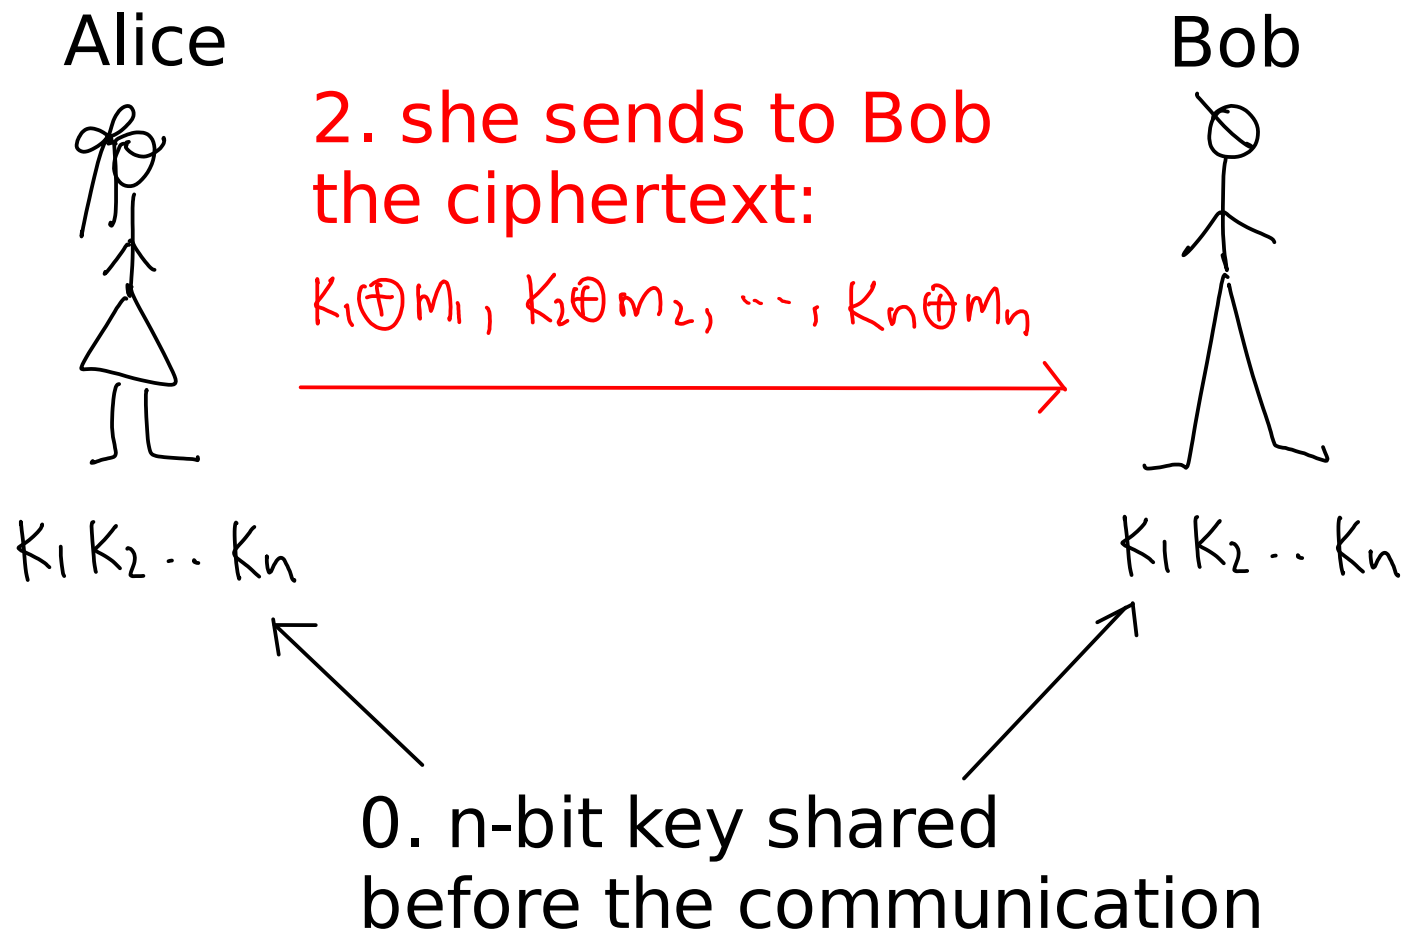 Alice
Bob
2. she sends to Bob
the ciphertext:
K₁⊕m₁, K₂⊕m₂, ..., Kn⊕mn
K₁ K₂ .. Kn
K₁ K₂ .. Kn
0. n-bit key shared
before the communication